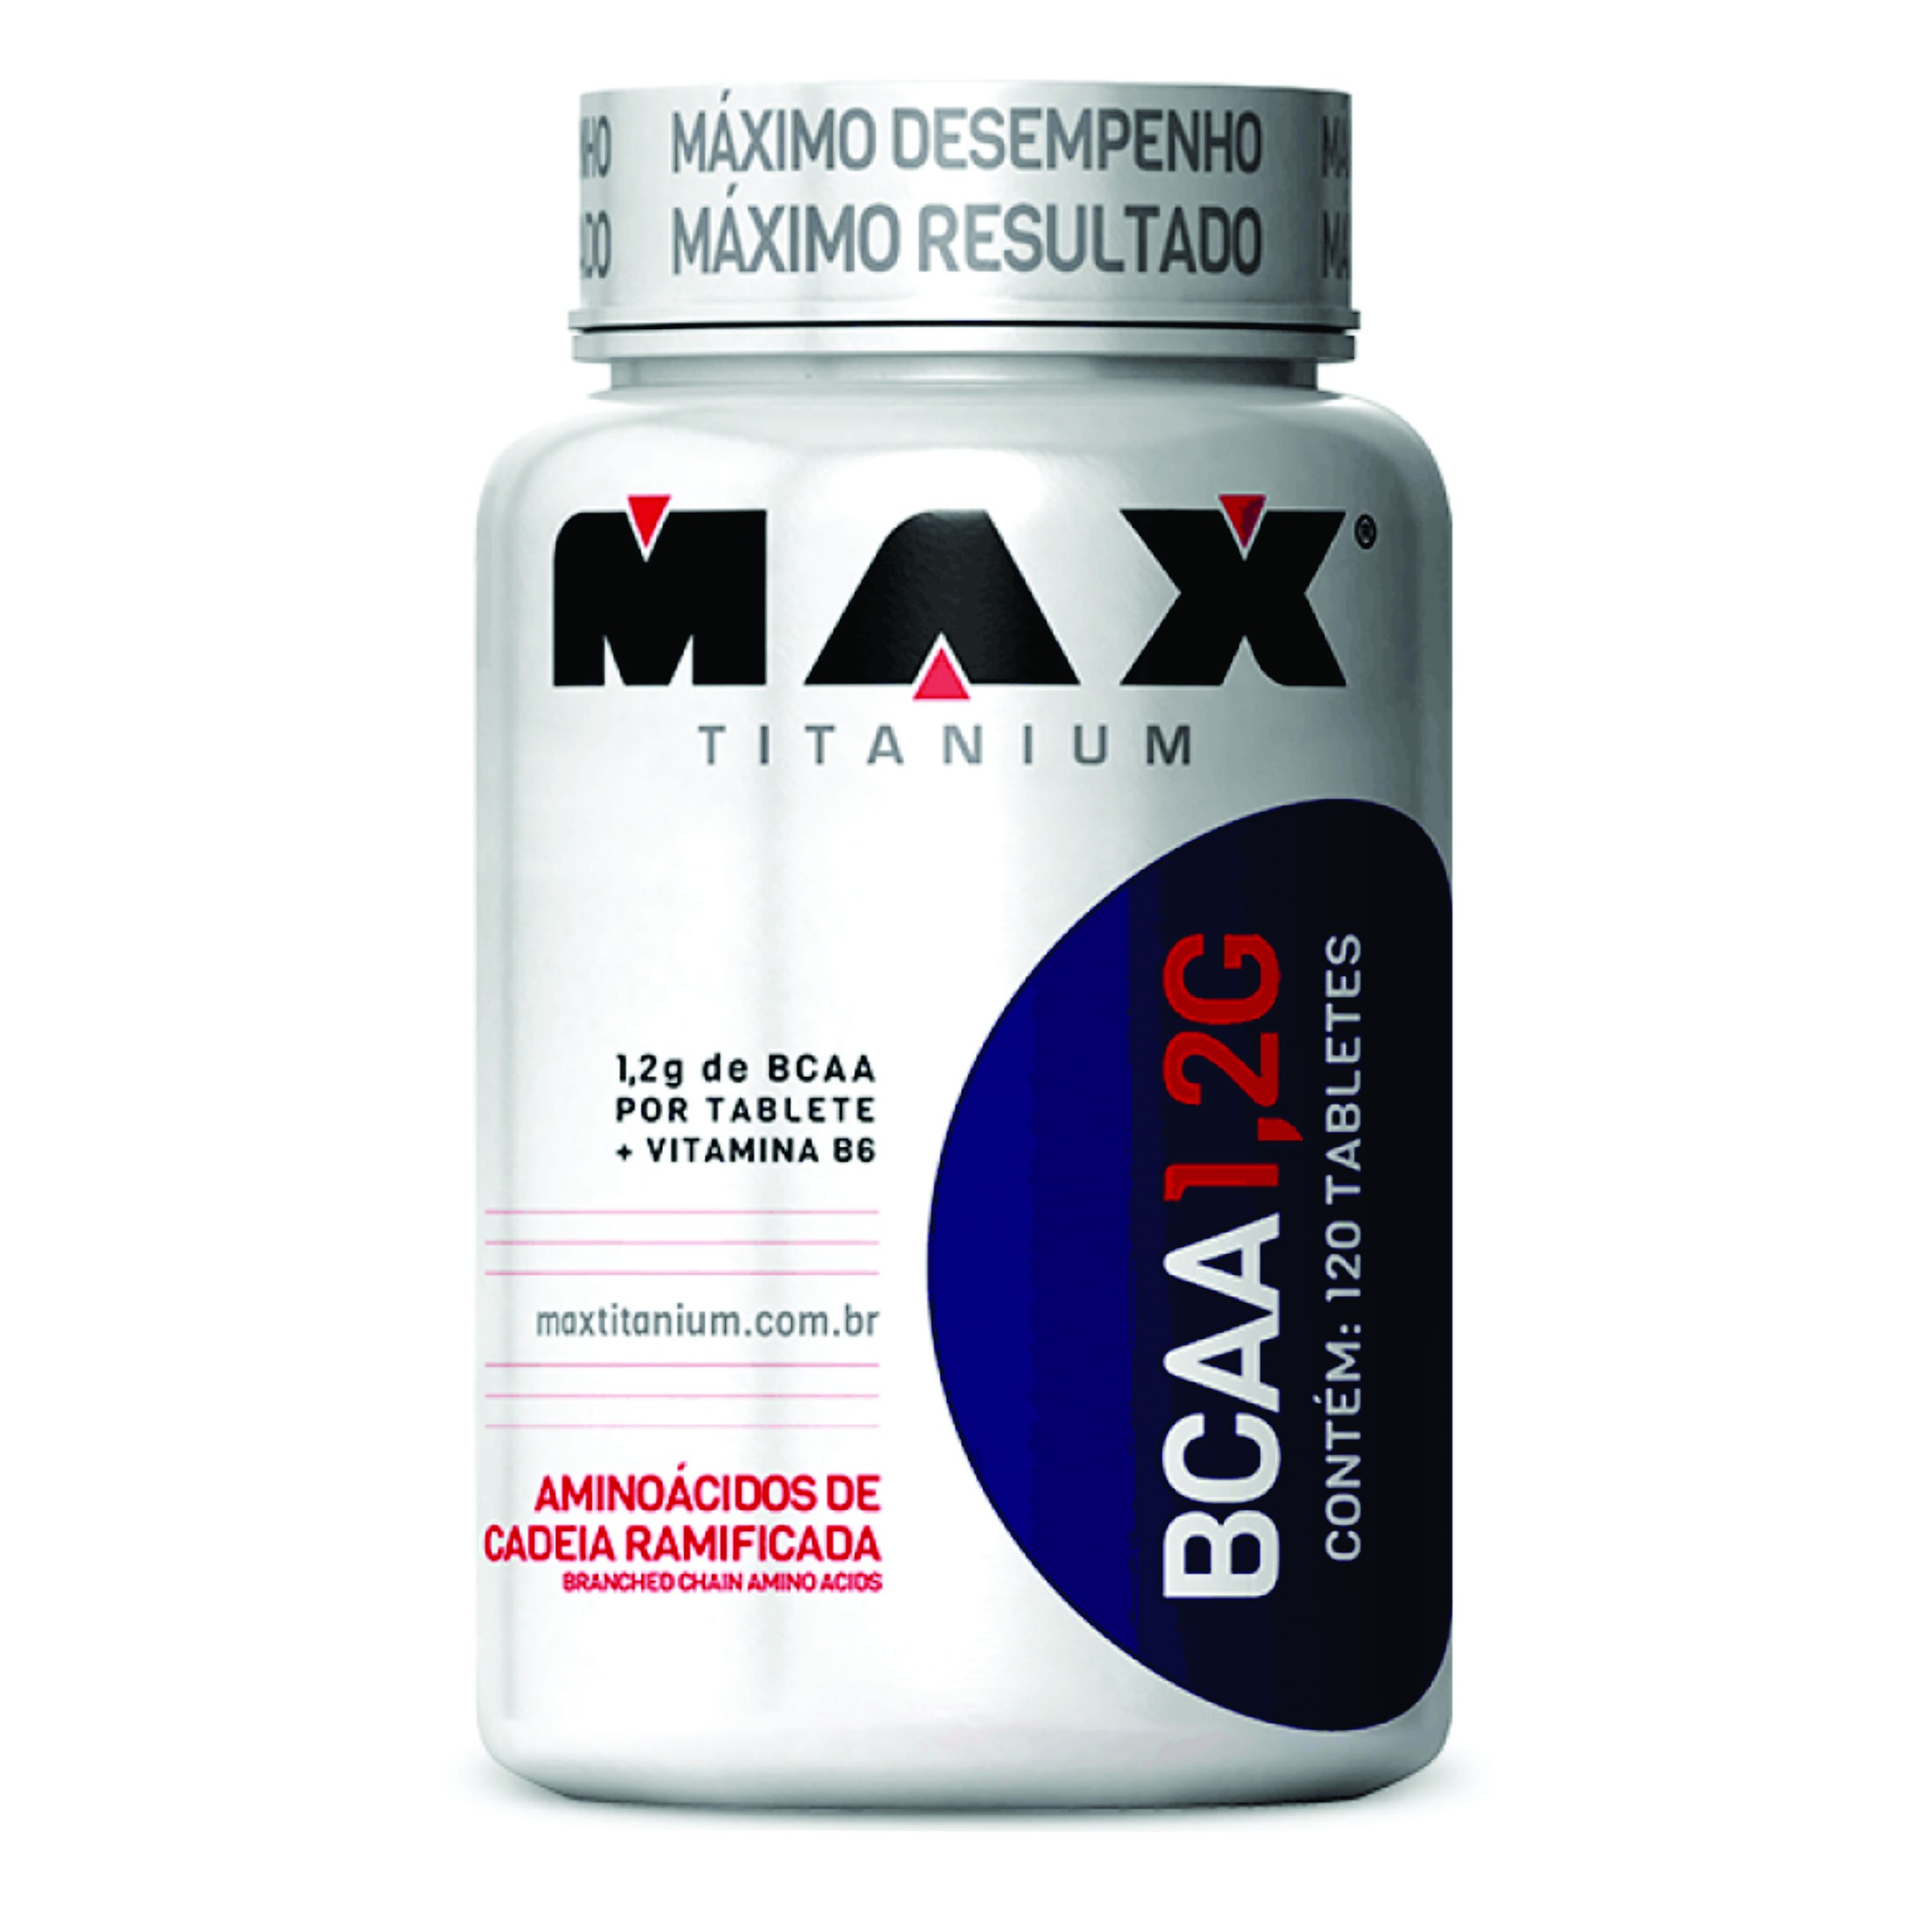 MÁXIMO DESEMPENHO
MÁXIMO RESULTADO
MAX®
TITANIUM
1,2g de BCAA
POR TABLETE
+ VITAMINA B6
maxtitanium.com.br
AMINOÁCIDOS DE
CADEIA RAMIFICADA
BRANCHED CHAIN AMINO ACIDS
BCAA 1,2G
CONTÉM: 120 TABLETES